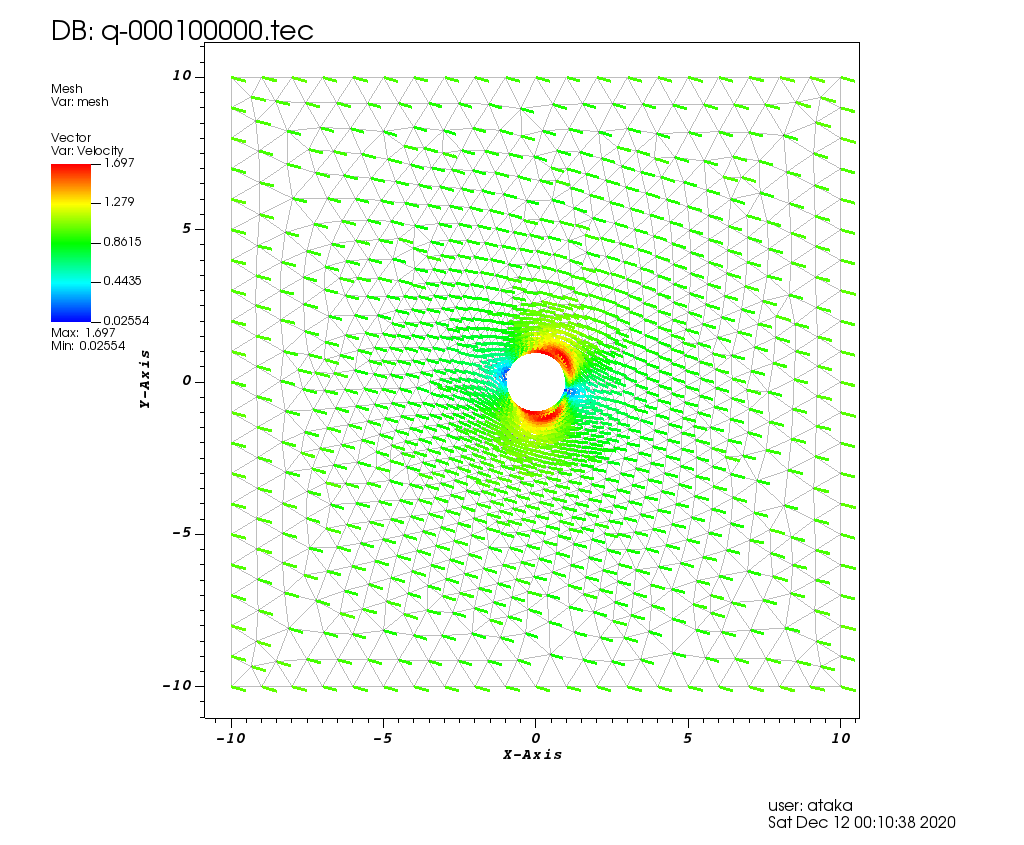 DB: q-000100000.tec
Mesh
Var: mesh
Vector
Var: Velocity
1.697
1.279
0.8615
0.4435
0.02554
Max: 1.697
Min: 0.02554
10
5
0
-5
-10
Y-Axis
-10 -5 0 5 10
X-Axis
user: ataka
Sat Dec 12 00:10:38 2020